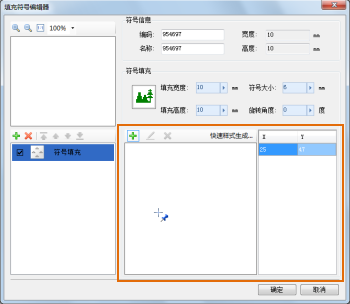 填充符号编辑器
100%
符号信息
编码: 954697 宽度: 10 mm
名称: 954697 高度: 10 mm
符号填充
填充宽度: 10 mm 符号大小: 6 mm
填充高度: 10 mm 旋转角度: 0 度
快速样式生成... X Y
符号填充 25 47
确定 取消